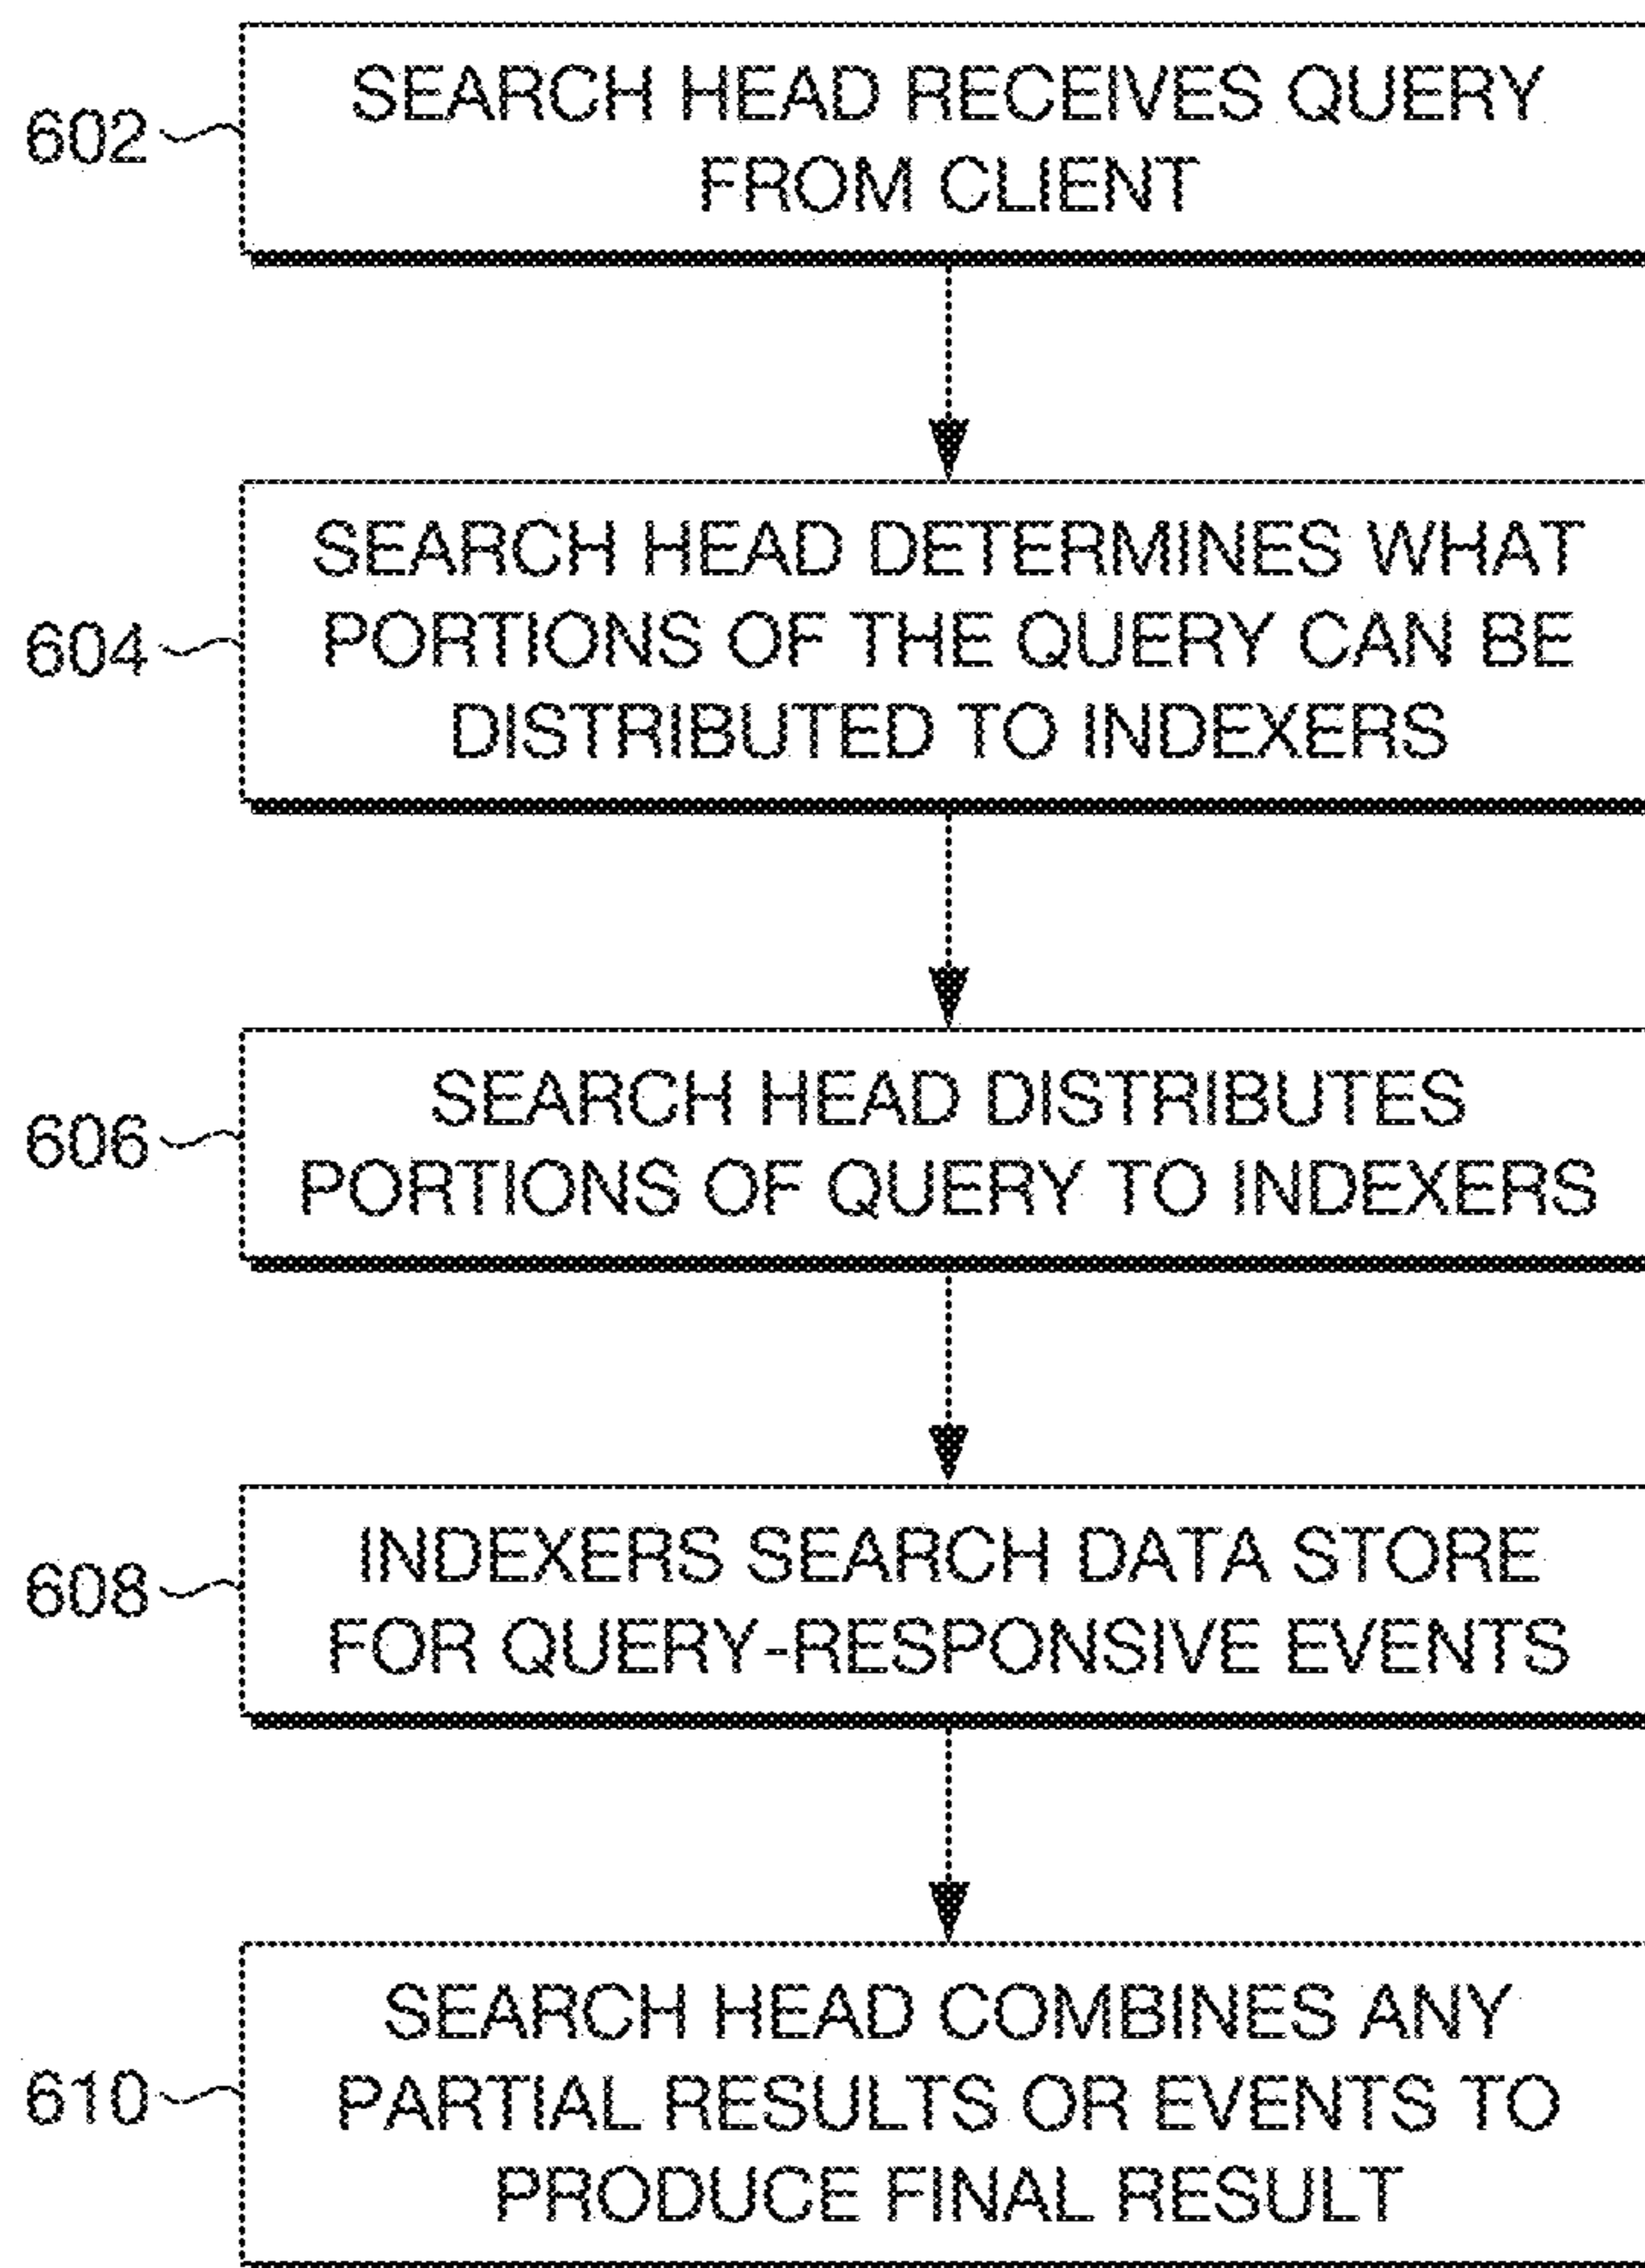 602
SEARCH HEAD RECEIVES QUERY
FROM CLIENT
604
SEARCH HEAD DETERMINES WHAT
PORTIONS OF THE QUERY CAN BE
DISTRIBUTED TO INDEXERS
606
SEARCH HEAD DISTRIBUTES
PORTIONS OF QUERY TO INDEXERS
608
INDEXERS SEARCH DATA STORE
FOR QUERY-RESPONSIVE EVENTS
610
SEARCH HEAD COMBINES ANY
PARTIAL RESULTS OR EVENTS TO
PRODUCE FINAL RESULT